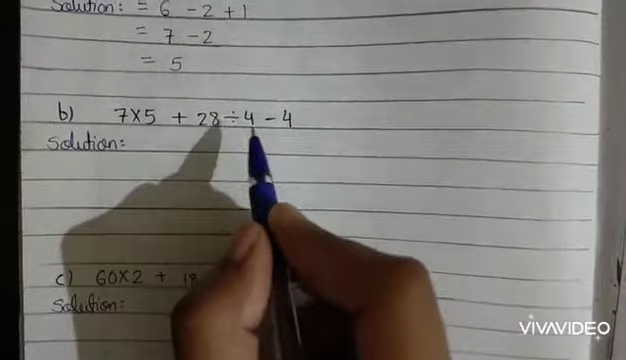 Solution: = 6 - 2 + 1
= 7 - 2
= 5
b) 7×5 + 28÷4 - 4
Solution:
c) 60×2 + 18
Solution:
VIVAVIDEO